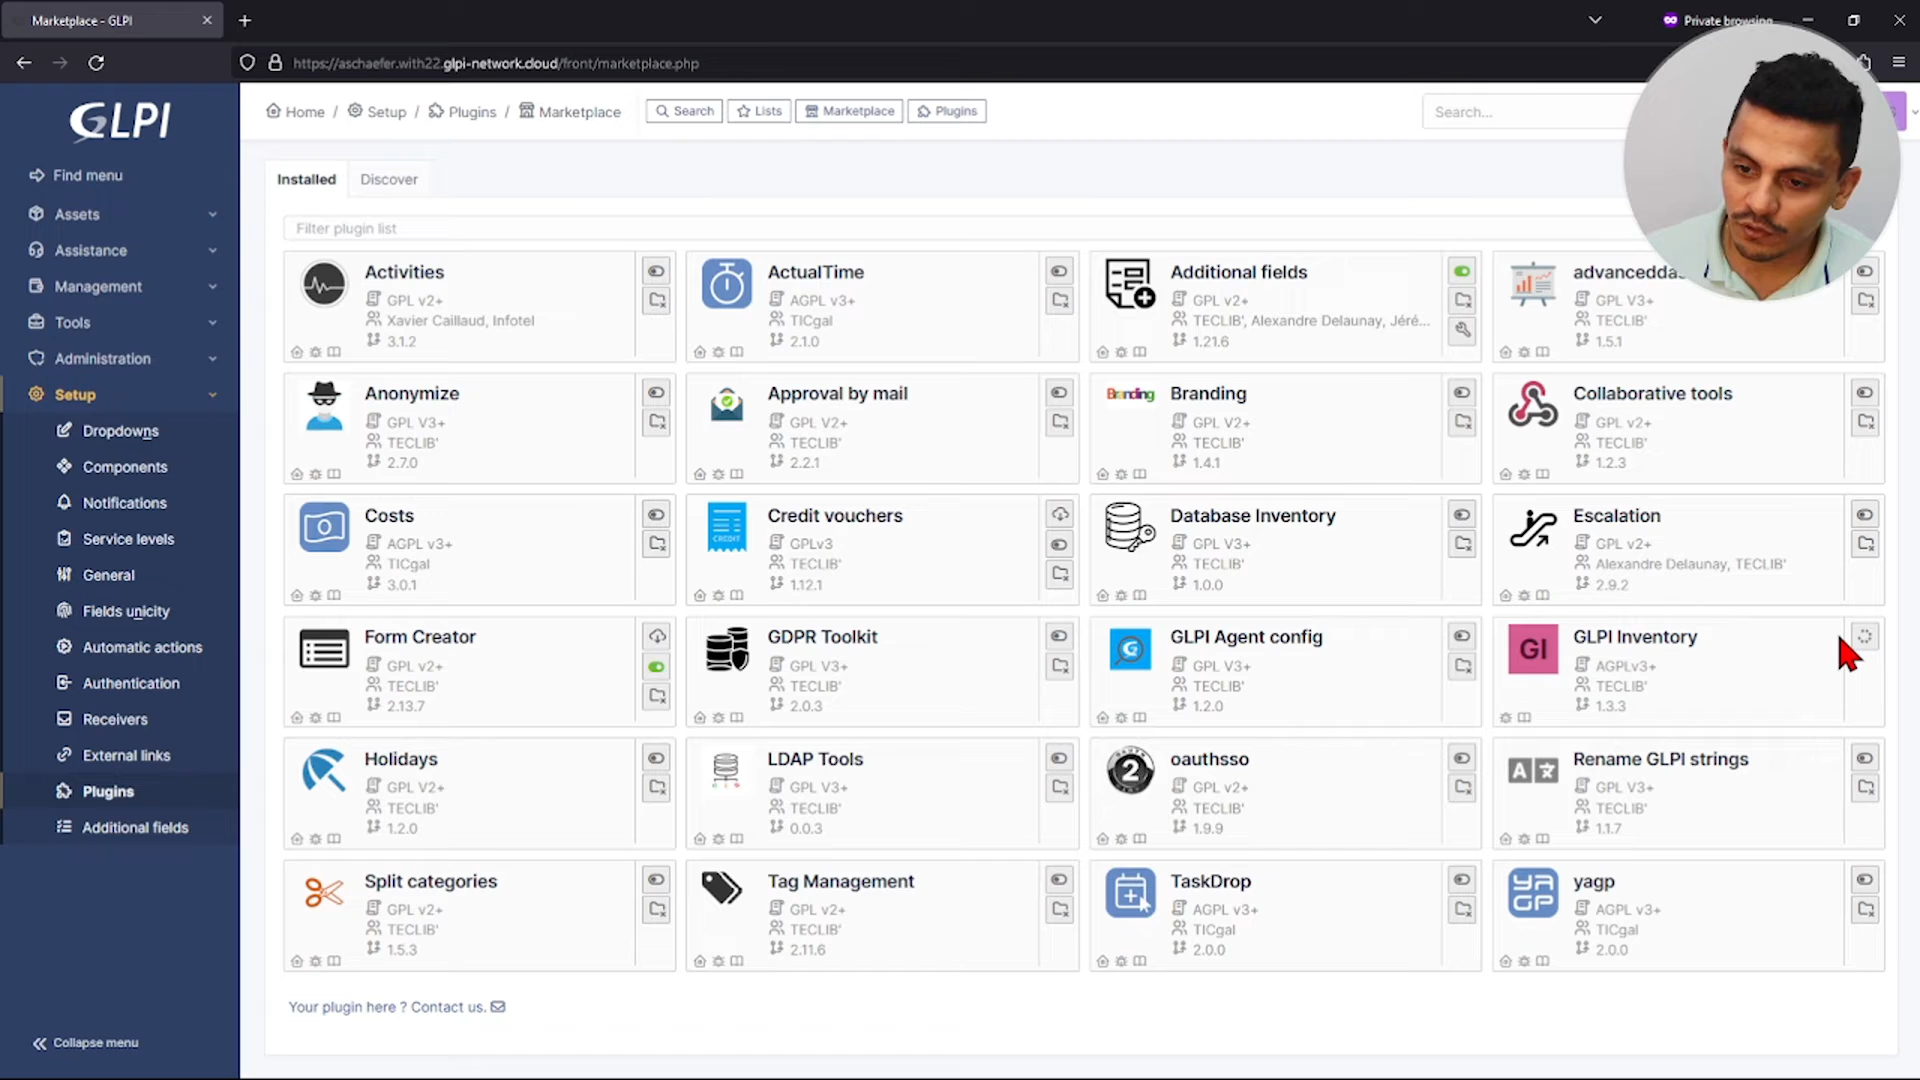 Marketplace - GLPI
Private browsing
https://aschaefer.with22.glpi-network.cloud/front/marketplace.php
GLPI
Home / Setup / Plugins / Marketplace
Search
Lists
Marketplace
Plugins
Search...
Find menu
Assets
Assistance
Management
Tools
Administration
Setup
Dropdowns
Components
Notifications
Service levels
General
Fields unicity
Automatic actions
Authentication
Receivers
External links
Plugins
Additional fields
Collapse menu
Installed
Discover
Filter plugin list
Activities
GPL v2+
Xavier Caillaud, Infotel
3.1.2
ActualTime
AGPL v3+
TICgal
2.1.0
Additional fields
GPL v2+
TECLIB', Alexandre Delaunay, Jéré...
1.21.6
GPL V3+
TECLIB'
1.5.1
Anonymize
GPL V3+
TECLIB'
2.7.0
Approval by mail
GPL V2+
TECLIB'
2.2.1
Branding
Branding
GPL V2+
TECLIB'
1.4.1
Collaborative tools
GPL v2+
TECLIB'
1.2.3
Costs
AGPL v3+
TICgal
3.0.1
CREDIT
Credit vouchers
GPLv3
TECLIB'
1.12.1
Database Inventory
GPL V3+
TECLIB'
1.0.0
Escalation
GPL v2+
Alexandre Delaunay, TECLIB'
2.9.2
Form Creator
GPL v2+
TECLIB'
2.13.7
GDPR Toolkit
GPL V3+
TECLIB'
2.0.3
GLPI Agent config
GPL V3+
TECLIB'
1.2.0
GI
GLPI Inventory
AGPLv3+
TECLIB'
1.3.3
Holidays
GPL V2+
TECLIB'
1.2.0
LDAP Tools
GPL V3+
TECLIB'
0.0.3
2
oauthsso
GPL v2+
TECLIB'
1.9.9
A
Rename GLPI strings
GPL V3+
TECLIB'
1.1.7
Split categories
GPL v2+
TECLIB'
1.5.3
Tag Management
GPL v2+
TECLIB'
2.11.6
TaskDrop
AGPL v3+
TICgal
2.0.0
YAGP
yagp
AGPL v3+
TICgal
2.0.0
Your plugin here ? Contact us.